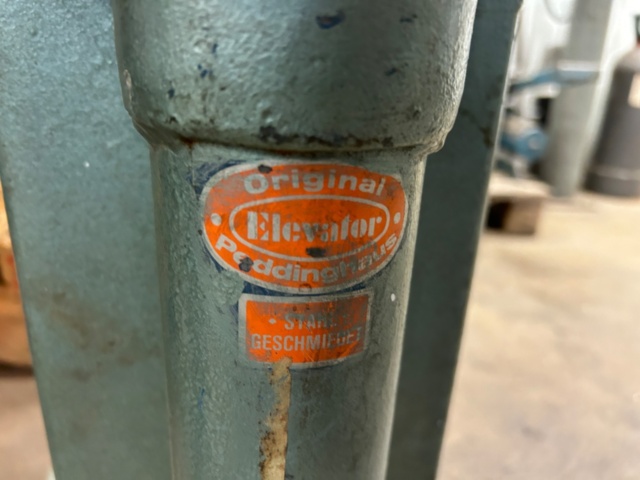 Original
Elevator
Peddinghaus
• STAHL
GESCHMIEDET